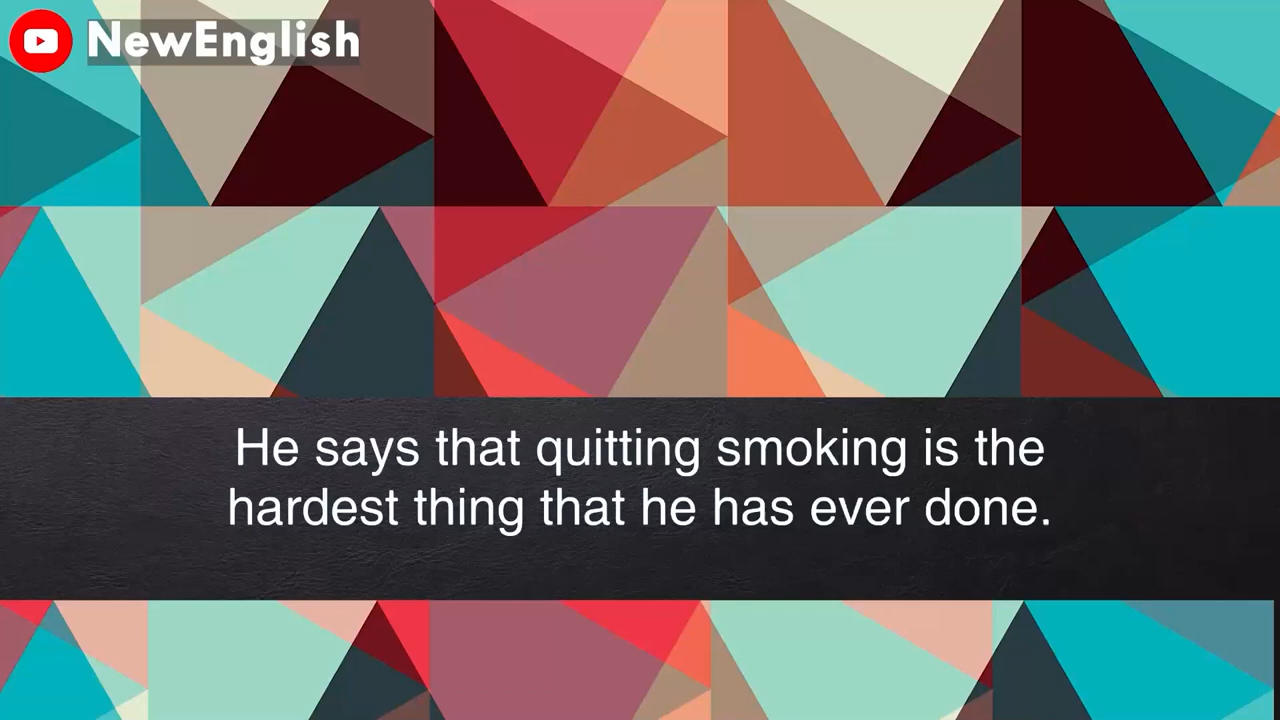 NewEnglish
He says that quitting smoking is the
hardest thing that he has ever done.